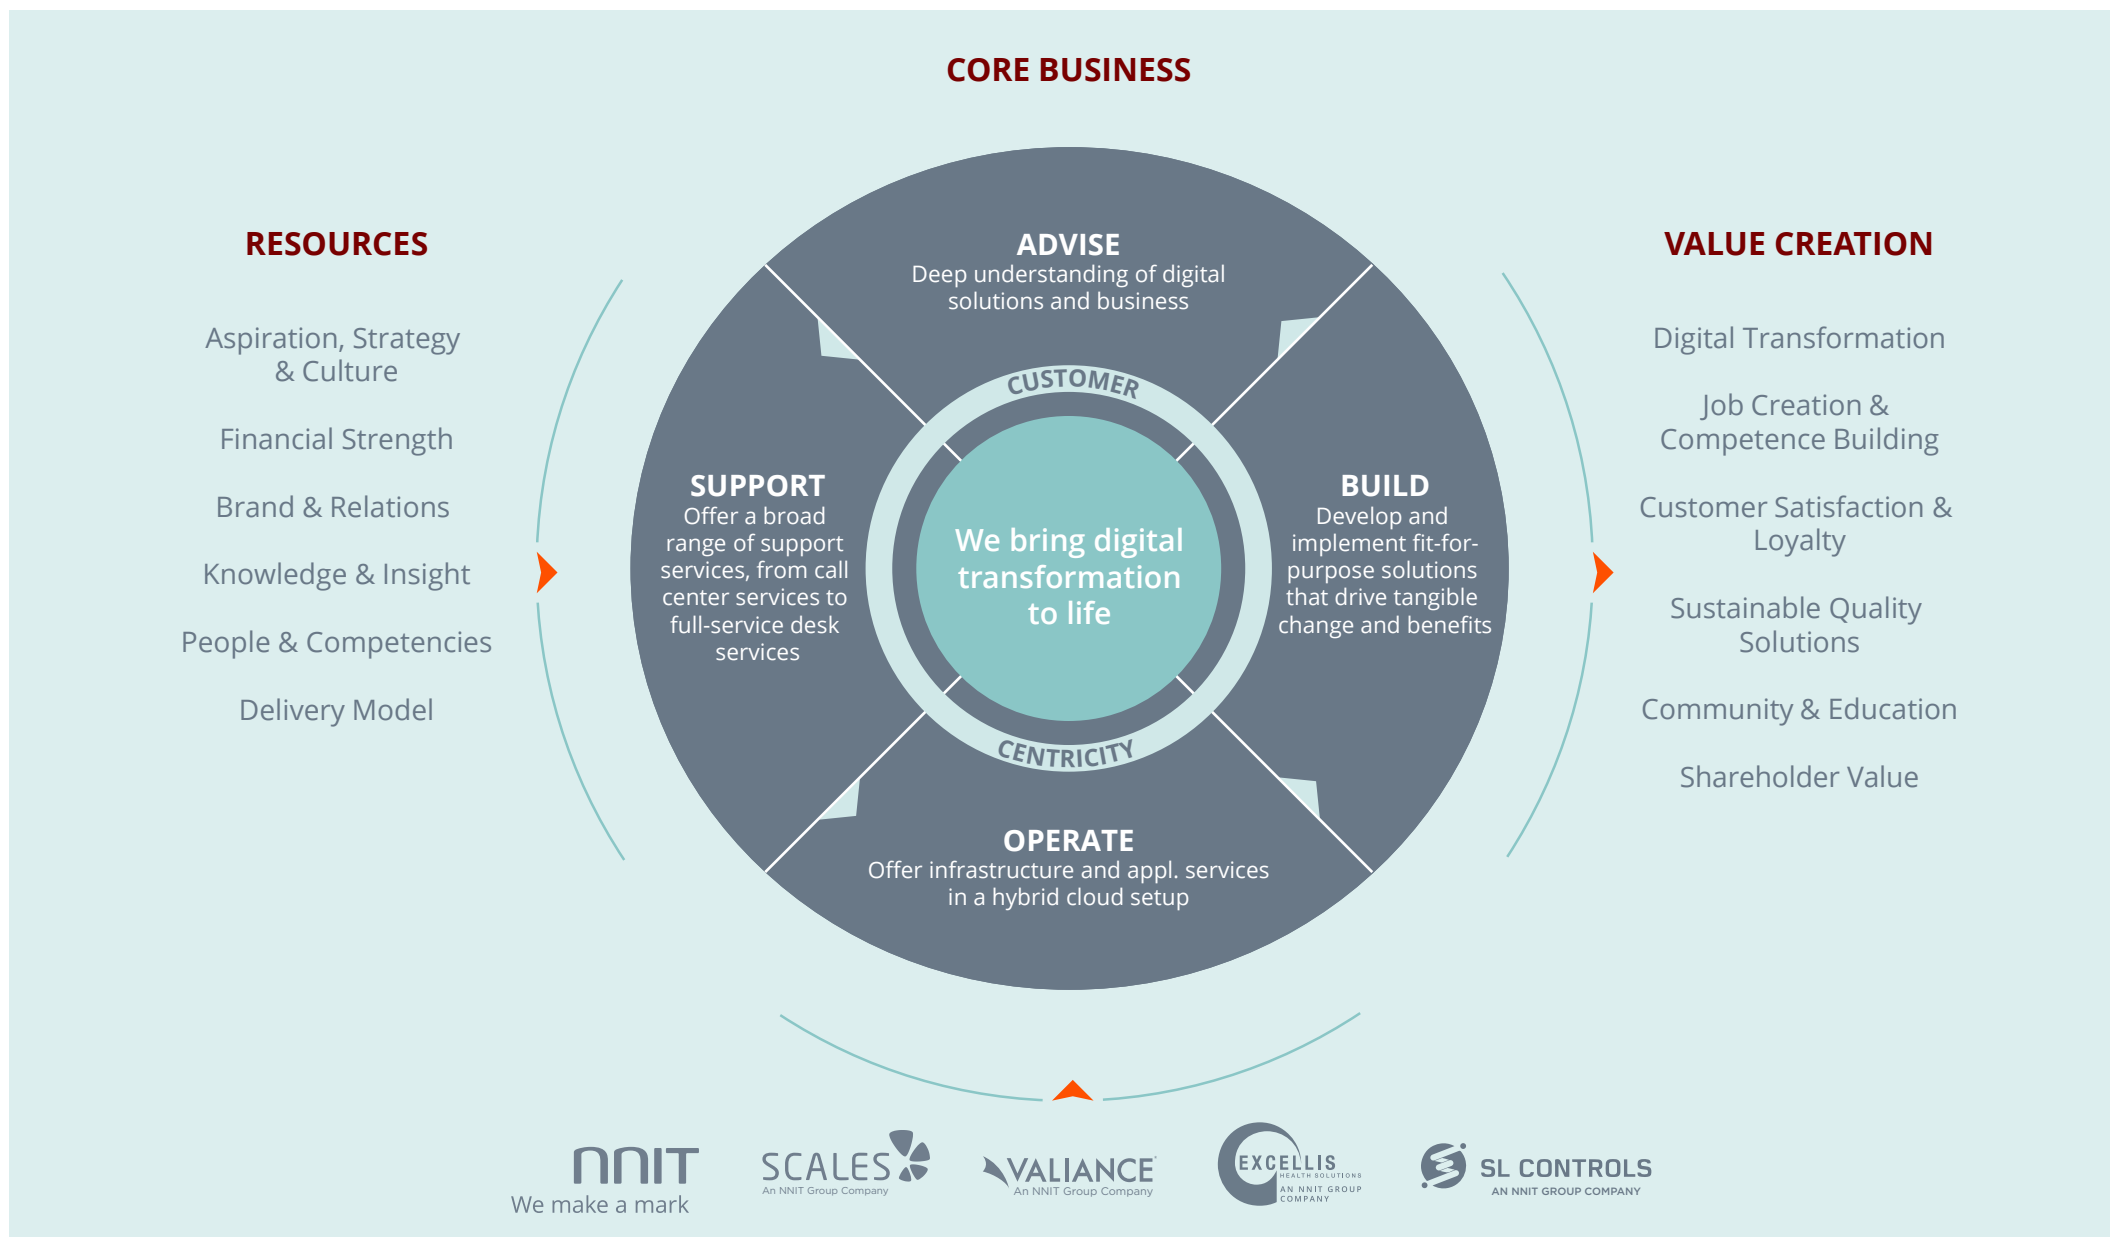 CORE BUSINESS
RESOURCES
Aspiration, Strategy
& Culture
Financial Strength
Brand & Relations
Knowledge & Insight
People & Competencies
Delivery Model
ADVISE
Deep understanding of digital
solutions and business
CUSTOMER
SUPPORT
Offer a broad
range of support
services, from call
center services to
full-service desk
services
We bring digital
transformation
to life
BUILD
Develop and
implement fit-for-
purpose solutions
that drive tangible
change and benefits
CENTRICITY
OPERATE
Offer infrastructure and appl. services
in a hybrid cloud setup
VALUE CREATION
Digital Transformation
Job Creation &
Competence Building
Customer Satisfaction &
Loyalty
Sustainable Quality
Solutions
Community & Education
Shareholder Value
nnit
We make a mark
SCALES
An NNIT Group Company
VALIANCE
An NNIT Group Company
EXCELLIS
HEALTH SOLUTIONS
AN NNIT GROUP
COMPANY
SL CONTROLS
AN NNIT GROUP COMPANY